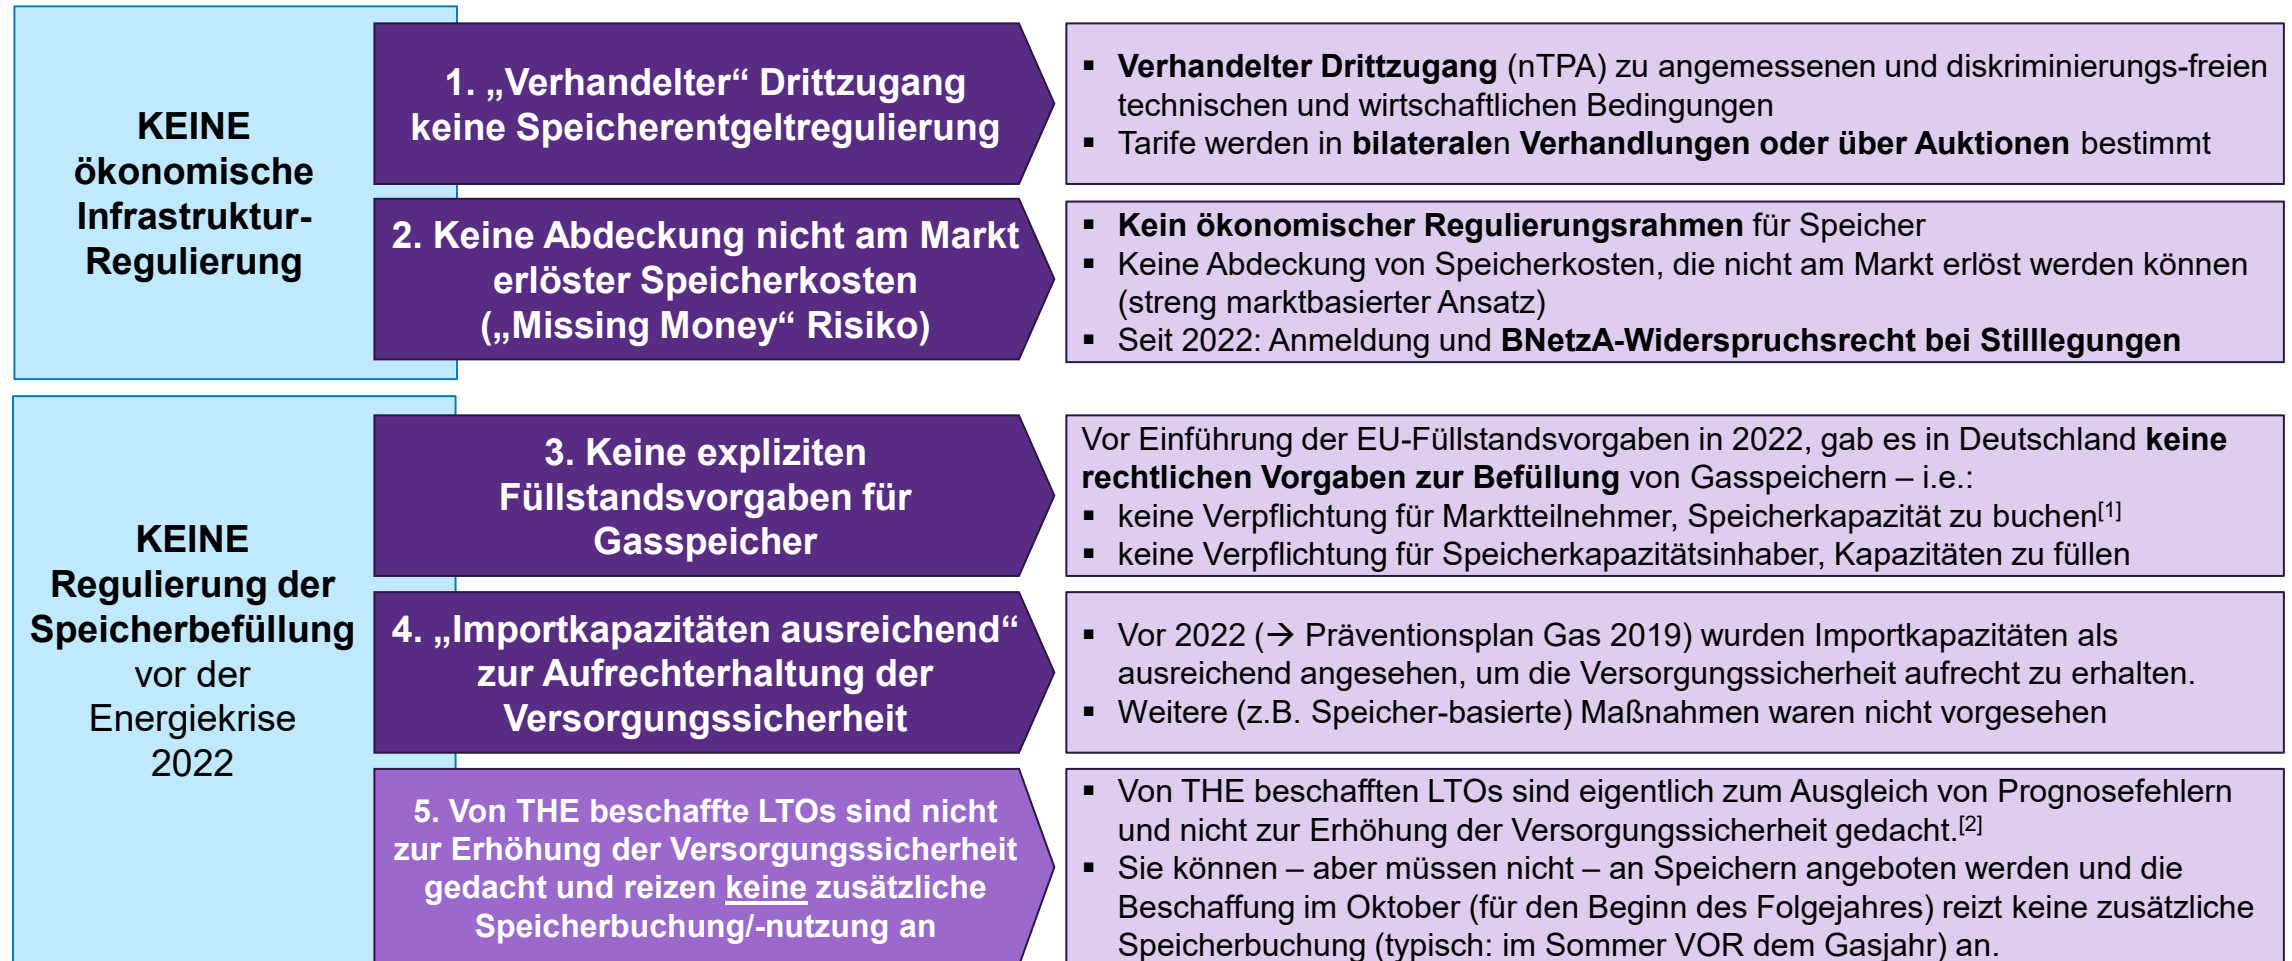 KEINE
ökonomische
Infrastruktur-
Regulierung
1. „Verhandelter“ Drittzugang
keine Speicherentgeltregulierung
▪ Verhandelter Drittzugang (nTPA) zu angemessenen und diskriminierungs-freien
technischen und wirtschaftlichen Bedingungen
▪ Tarife werden in bilateralen Verhandlungen oder über Auktionen bestimmt
2. Keine Abdeckung nicht am Markt
erlöster Speicherkosten
(„Missing Money“ Risiko)
▪ Kein ökonomischer Regulierungsrahmen für Speicher
▪ Keine Abdeckung von Speicherkosten, die nicht am Markt erlöst werden können
(streng marktbasierter Ansatz)
▪ Seit 2022: Anmeldung und BNetzA-Widerspruchsrecht bei Stilllegungen
KEINE
Regulierung der
Speicherbefüllung
vor der
Energiekrise
2022
3. Keine expliziten
Füllstandsvorgaben für
Gasspeicher
Vor Einführung der EU-Füllstandsvorgaben in 2022, gab es in Deutschland keine
rechtlichen Vorgaben zur Befüllung von Gasspeichern – i.e.:
▪ keine Verpflichtung für Marktteilnehmer, Speicherkapazität zu buchen[1]
▪ keine Verpflichtung für Speicherkapazitätsinhaber, Kapazitäten zu füllen
4. „Importkapazitäten ausreichend“
zur Aufrechterhaltung der
Versorgungssicherheit
▪ Vor 2022 (→ Präventionsplan Gas 2019) wurden Importkapazitäten als
ausreichend angesehen, um die Versorgungssicherheit aufrecht zu erhalten.
▪ Weitere (z.B. Speicher-basierte) Maßnahmen waren nicht vorgesehen
5. Von THE beschaffte LTOs sind nicht
zur Erhöhung der Versorgungssicherheit
gedacht und reizen keine zusätzliche
Speicherbuchung/-nutzung an
▪ Von THE beschafften LTOs sind eigentlich zum Ausgleich von Prognosefehlern
und nicht zur Erhöhung der Versorgungssicherheit gedacht.[2]
▪ Sie können – aber müssen nicht – an Speichern angeboten werden und die
Beschaffung im Oktober (für den Beginn des Folgejahres) reizt keine zusätzliche
Speicherbuchung (typisch: im Sommer VOR dem Gasjahr) an.